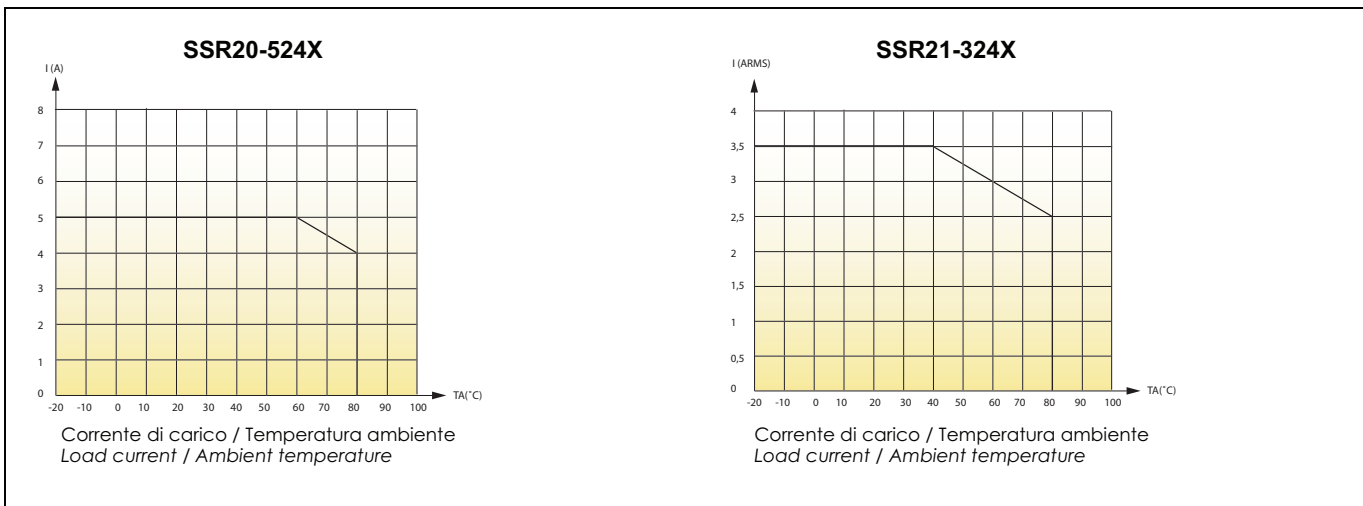 SSR20-524X
I (A)
8
7
6
5
4
3
2
1
0
-20 -10 0 10 20 30 40 50 60 70 80 90 100
TA(˚C)
Corrente di carico / Temperatura ambiente
Load current / Ambient temperature
SSR21-324X
I (ARMS)
4
3,5
3
2,5
2
1,5
1
0,5
0
-20 -10 0 10 20 30 40 50 60 70 80 90 100
TA(˚C)
Corrente di carico / Temperatura ambiente
Load current / Ambient temperature